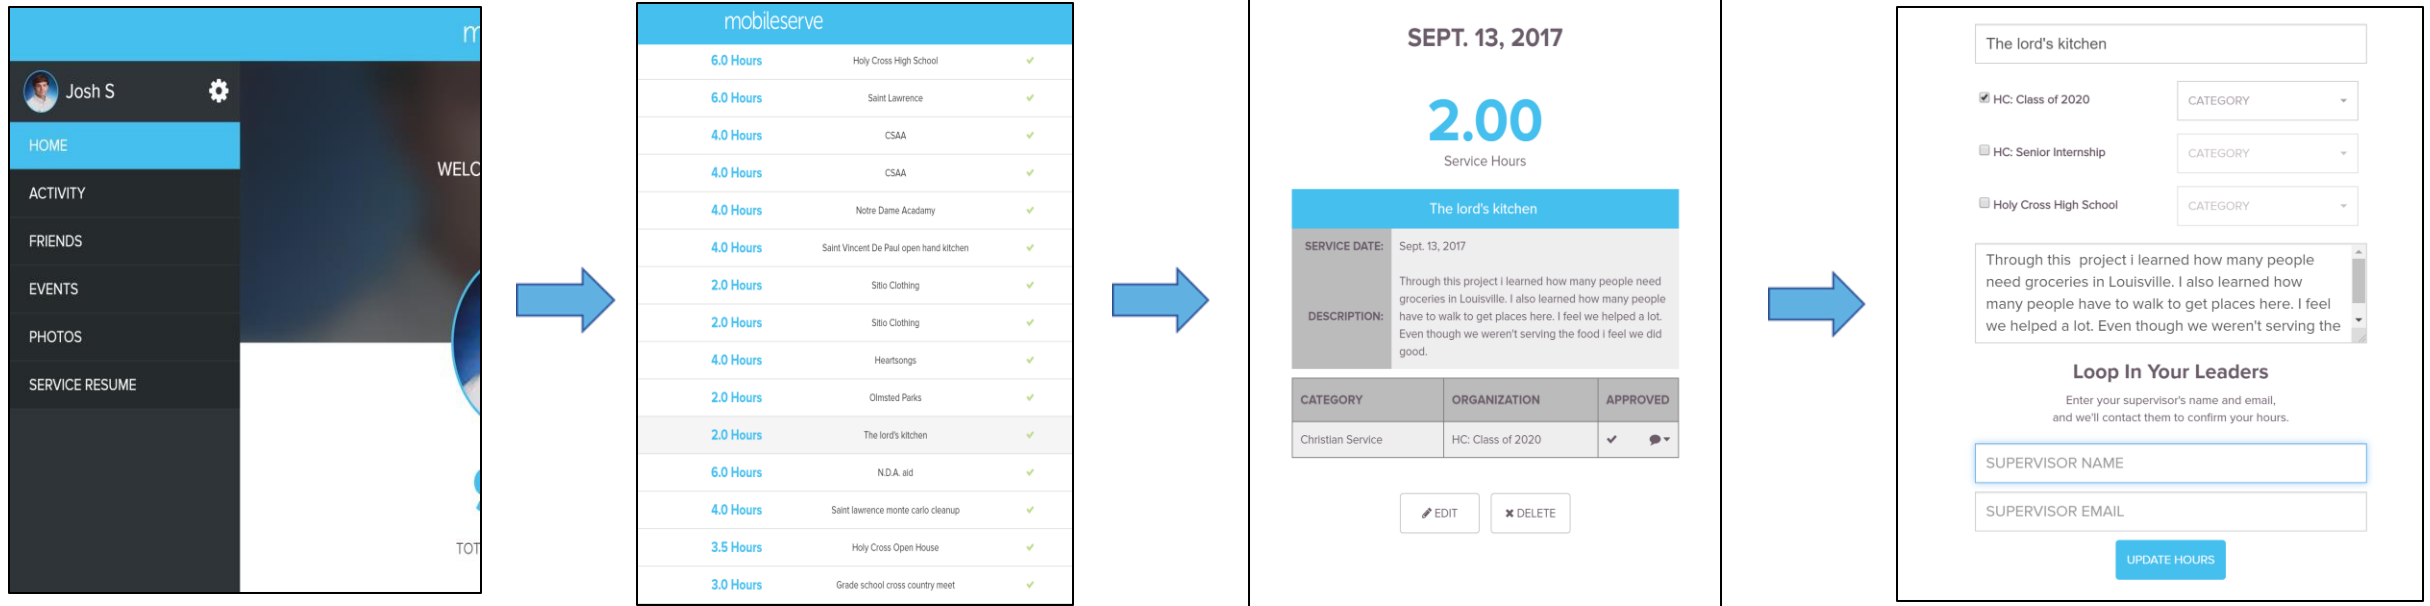 m
Josh S
HOME
ACTIVITY
FRIENDS
EVENTS
PHOTOS
SERVICE RESUME
WELC
TOT
mobileserve
6.0 Hours Holy Cross High School
6.0 Hours Saint Lawrence
4.0 Hours CSAA
4.0 Hours CSAA
4.0 Hours Notre Dame Acadamy
4.0 Hours Saint Vincent De Paul open hand kitchen
2.0 Hours Sitio Clothing
2.0 Hours Sitio Clothing
4.0 Hours Heartsongs
2.0 Hours Olmsted Parks
2.0 Hours The lord's kitchen
6.0 Hours N.D.A. aid
4.0 Hours Saint lawrence monte carlo cleanup
3.5 Hours Holy Cross Open House
3.0 Hours Grade school cross country meet
SEPT. 13, 2017
2.00
Service Hours
The lord's kitchen
SERVICE DATE: Sept. 13, 2017
DESCRIPTION:
Through this project i learned how many people need
groceries in Louisville. I also learned how many people
have to walk to get places here. I feel we helped a lot.
Even though we weren't serving the food i feel we did
good.
CATEGORY ORGANIZATION APPROVED
Christian Service HC: Class of 2020
EDIT DELETE
The lord's kitchen
HC: Class of 2020 CATEGORY
HC: Senior Internship CATEGORY
Holy Cross High School CATEGORY
Through this project i learned how many people
need groceries in Louisville. I also learned how
many people have to walk to get places here. I feel
we helped a lot. Even though we weren't serving the
Loop In Your Leaders
Enter your supervisor's name and email,
and we'll contact them to confirm your hours.
SUPERVISOR NAME
SUPERVISOR EMAIL
UPDATE HOURS